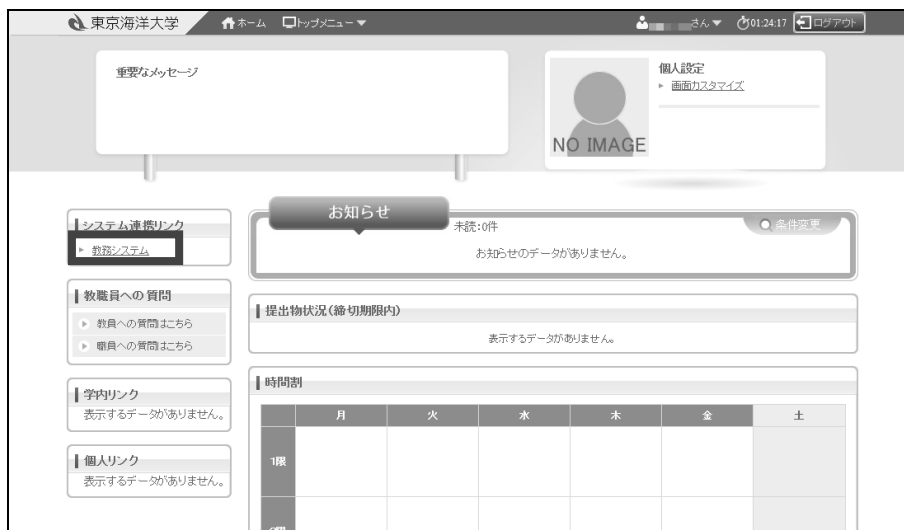 東京海洋大学 ホーム トップメニュー▼ さん▼ 01:24:17 ログアウト
重要なメッセージ
個人設定
画面カスタマイズ
NO IMAGE
システム連携リンク
教務システム
お知らせ
未読:0件
条件変更
お知らせのデータがありません。
教職員への質問
教員への質問はこちら
職員への質問はこちら
提出物状況(締切期限内)
表示するデータがありません。
学内リンク
表示するデータがありません。
個人リンク
表示するデータがありません。
時間割
月 火 水 木 金 土
1限